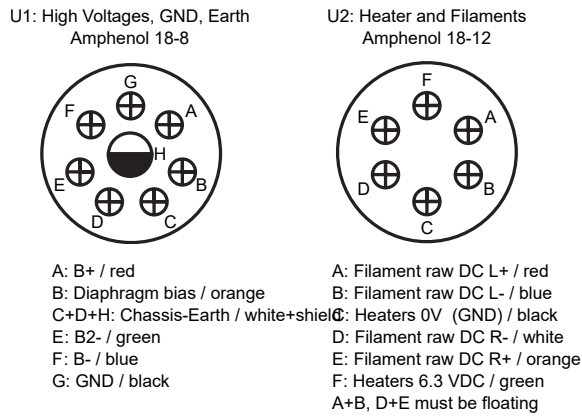 U1: High Voltages, GND, Earth
Amphenol 18-8
G
F
A
H
E
B
D
C
A: B+ / red
B: Diaphragm bias / orange
C+D+H: Chassis-Earth / white+shield
E: B2- / green
F: B- / blue
G: GND / black
U2: Heater and Filaments
Amphenol 18-12
F
E
A
D
B
C
A: Filament raw DC L+ / red
B: Filament raw DC L- / blue
C: Heaters 0V (GND) / black
D: Filament raw DC R- / white
E: Filament raw DC R+ / orange
F: Heaters 6.3 VDC / green
A+B, D+E must be floating